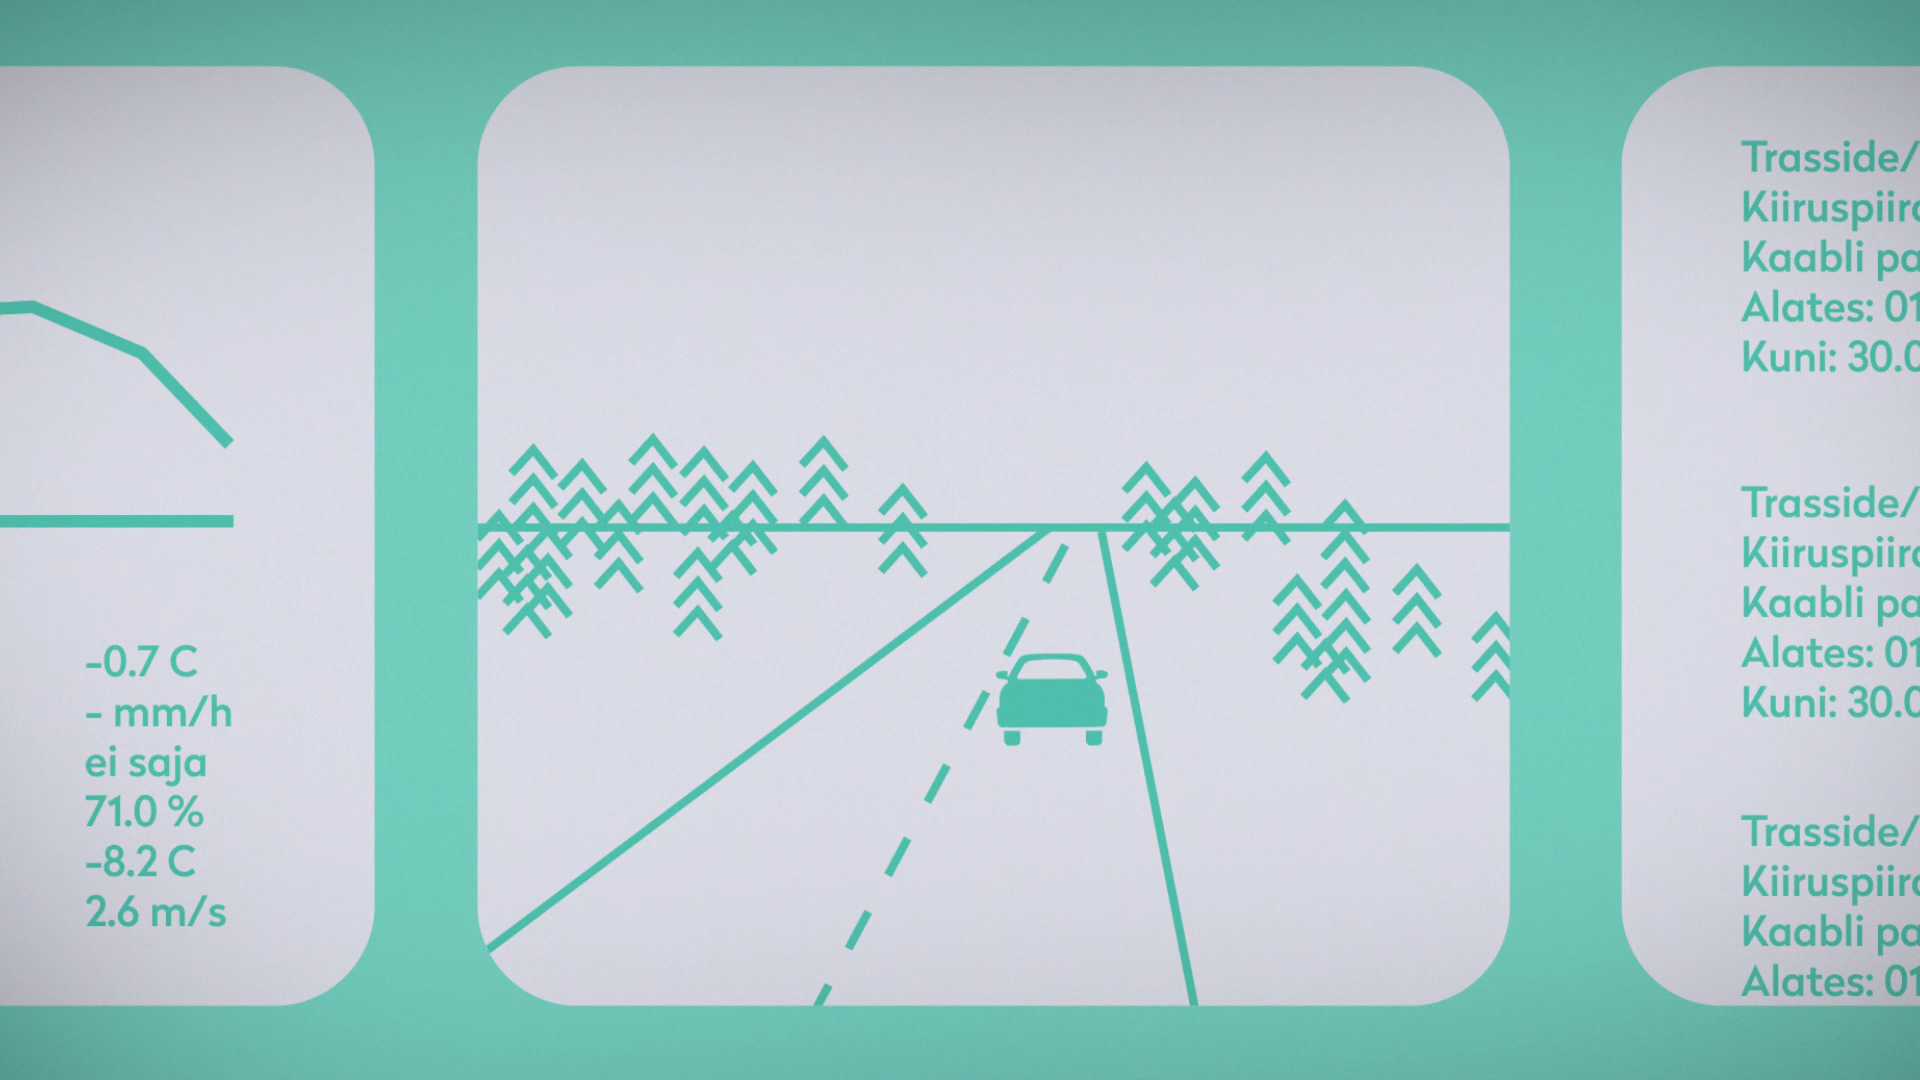 -0.7 C
- mm/h
ei saja
71.0 %
-8.2 C
2.6 m/s
Trasside/
Kiiruspiir
Kaabli pa
Alates: 01
Kuni: 30.0
Trasside/
Kiiruspiir
Kaabli pa
Alates: 01
Kuni: 30.0
Trasside/
Kiiruspiir
Kaabli pa
Alates: 01